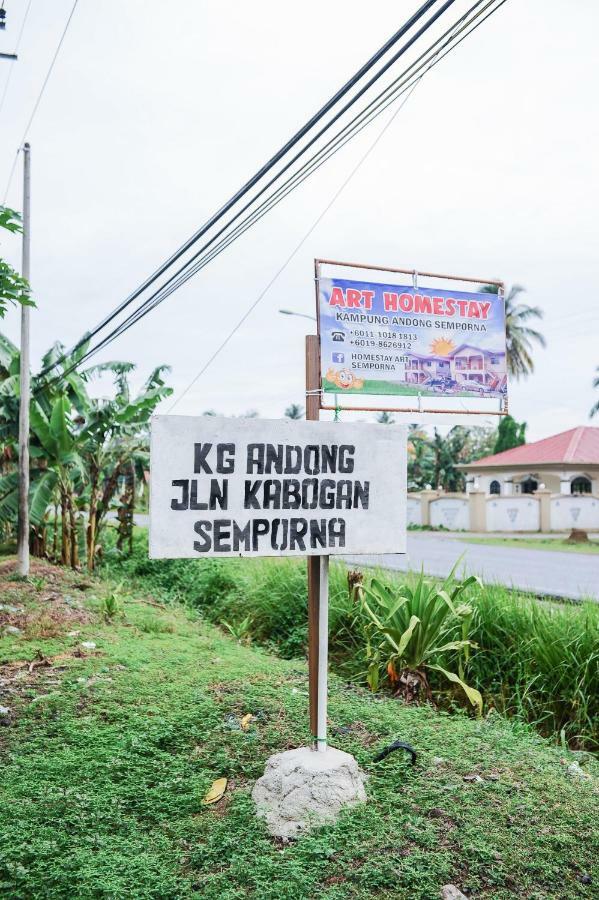 ART HOMESTAY
KAMPUNG ANDONG SEMPORNA
+6011-1018 1813
+6019-8626912
HOMESTAY ART
SEMPORNA
KG ANDONG
JLN KABOGAN
SEMPORNA